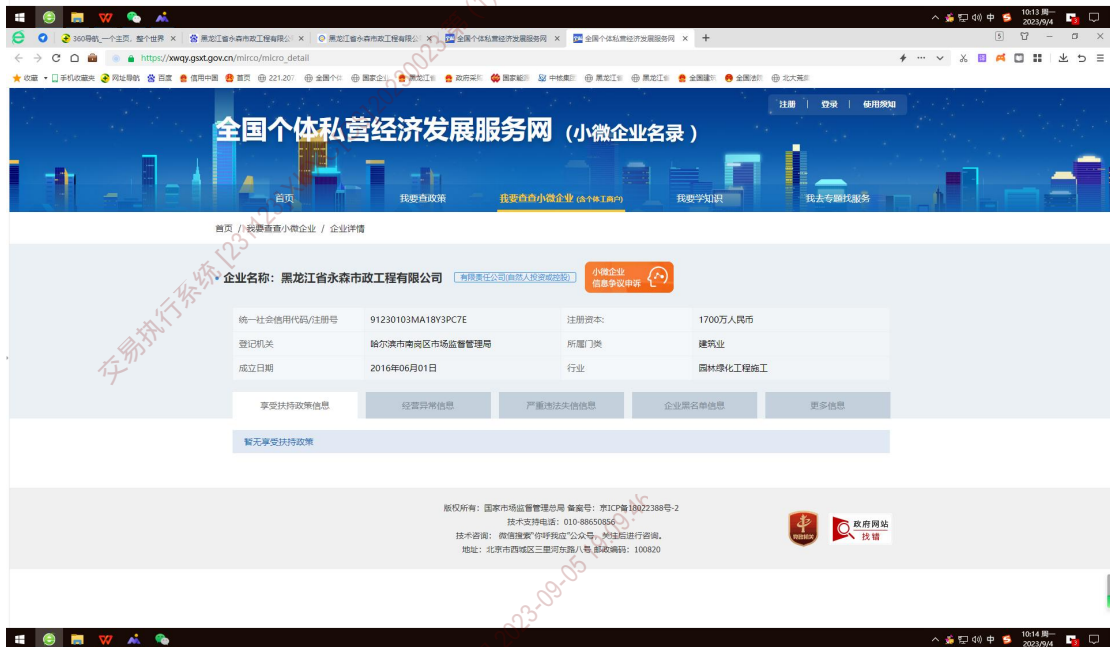 10:13 周一
2023/9/4
360导航_一个主页，整个世界
黑龙江省永森市政工程有限公
黑龙江省永森市政工程有限公
全国个体私营经济发展服务网
全国个体私营经济发展服务网
https://xwqy.gsxt.gov.cn/mirco/micro_detail
收藏 手机收藏夹 网址导航 百度 信用中国 首页 221.207 全国个 国家企 黑龙江省 政府采 国家能 中核集 黑龙江 黑龙江 全国建 全国 北大荒
注册 | 登录 | 使用须知
全国个体私营经济发展服务网 （小微企业名录）
首页 我要查政策 我要查小微企业 (含个体工商户) 我要学知识 我去专题找服务
首页 / 我要查查小微企业 / 企业详情
企业名称：黑龙江省永森市政工程有限公司 有限责任公司(自然人投资或控股) 小微企业
信息争议申诉
统一社会信用代码/注册号 91230103MA18Y3PC7E 注册资本: 1700万人民币
登记机关 哈尔滨市南岗区市场监督管理局 所属门类 建筑业
成立日期 2016年06月01日 行业 园林绿化工程施工
享受扶持政策信息 经营异常信息 严重违法失信信息 企业黑名单信息 更多信息
暂无享受扶持政策
版权所有：国家市场监督管理总局 备案号：京ICP备18022388号-2
技术支持电话：010-88650856
技术咨询：微信搜索“你呼我应”公众号，关注后进行咨询。
地址：北京市西城区三里河东路八号 邮政编码：100820
党政机关
政府网站
找错
交易执行系统
2023-09-05
10:14 周一
2023/9/4